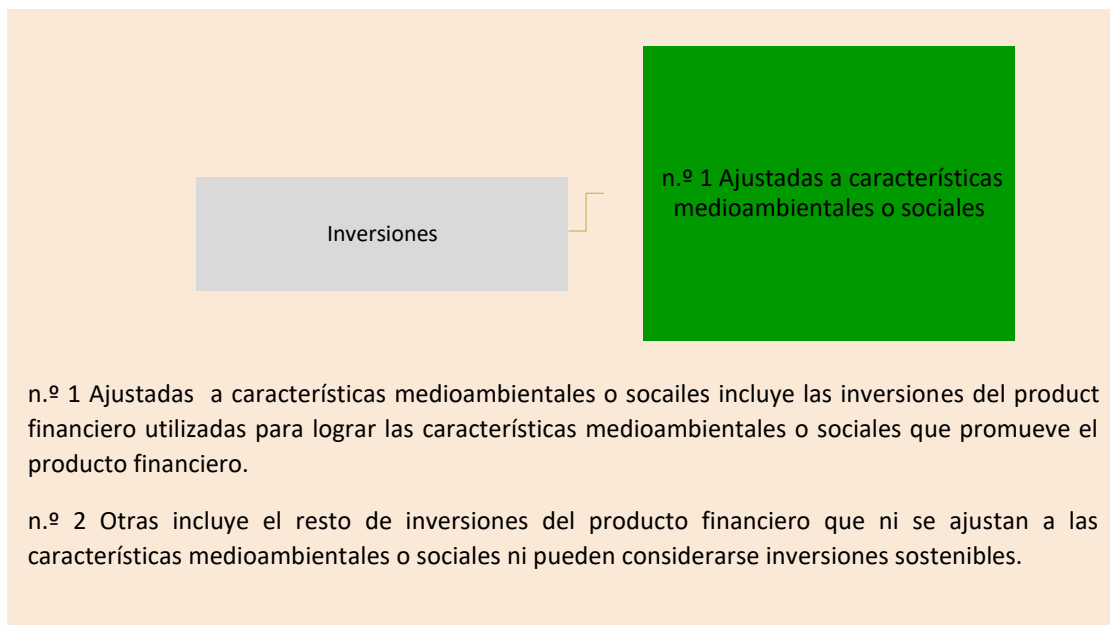 n.º 1 Ajustadas a características
medioambientales o sociales
Inversiones
n.º 1 Ajustadas a características medioambientales o socailes incluye las inversiones del product
financiero utilizadas para lograr las características medioambientales o sociales que promueve el
producto financiero.
n.º 2 Otras incluye el resto de inversiones del producto financiero que ni se ajustan a las
características medioambientales o sociales ni pueden considerarse inversiones sostenibles.